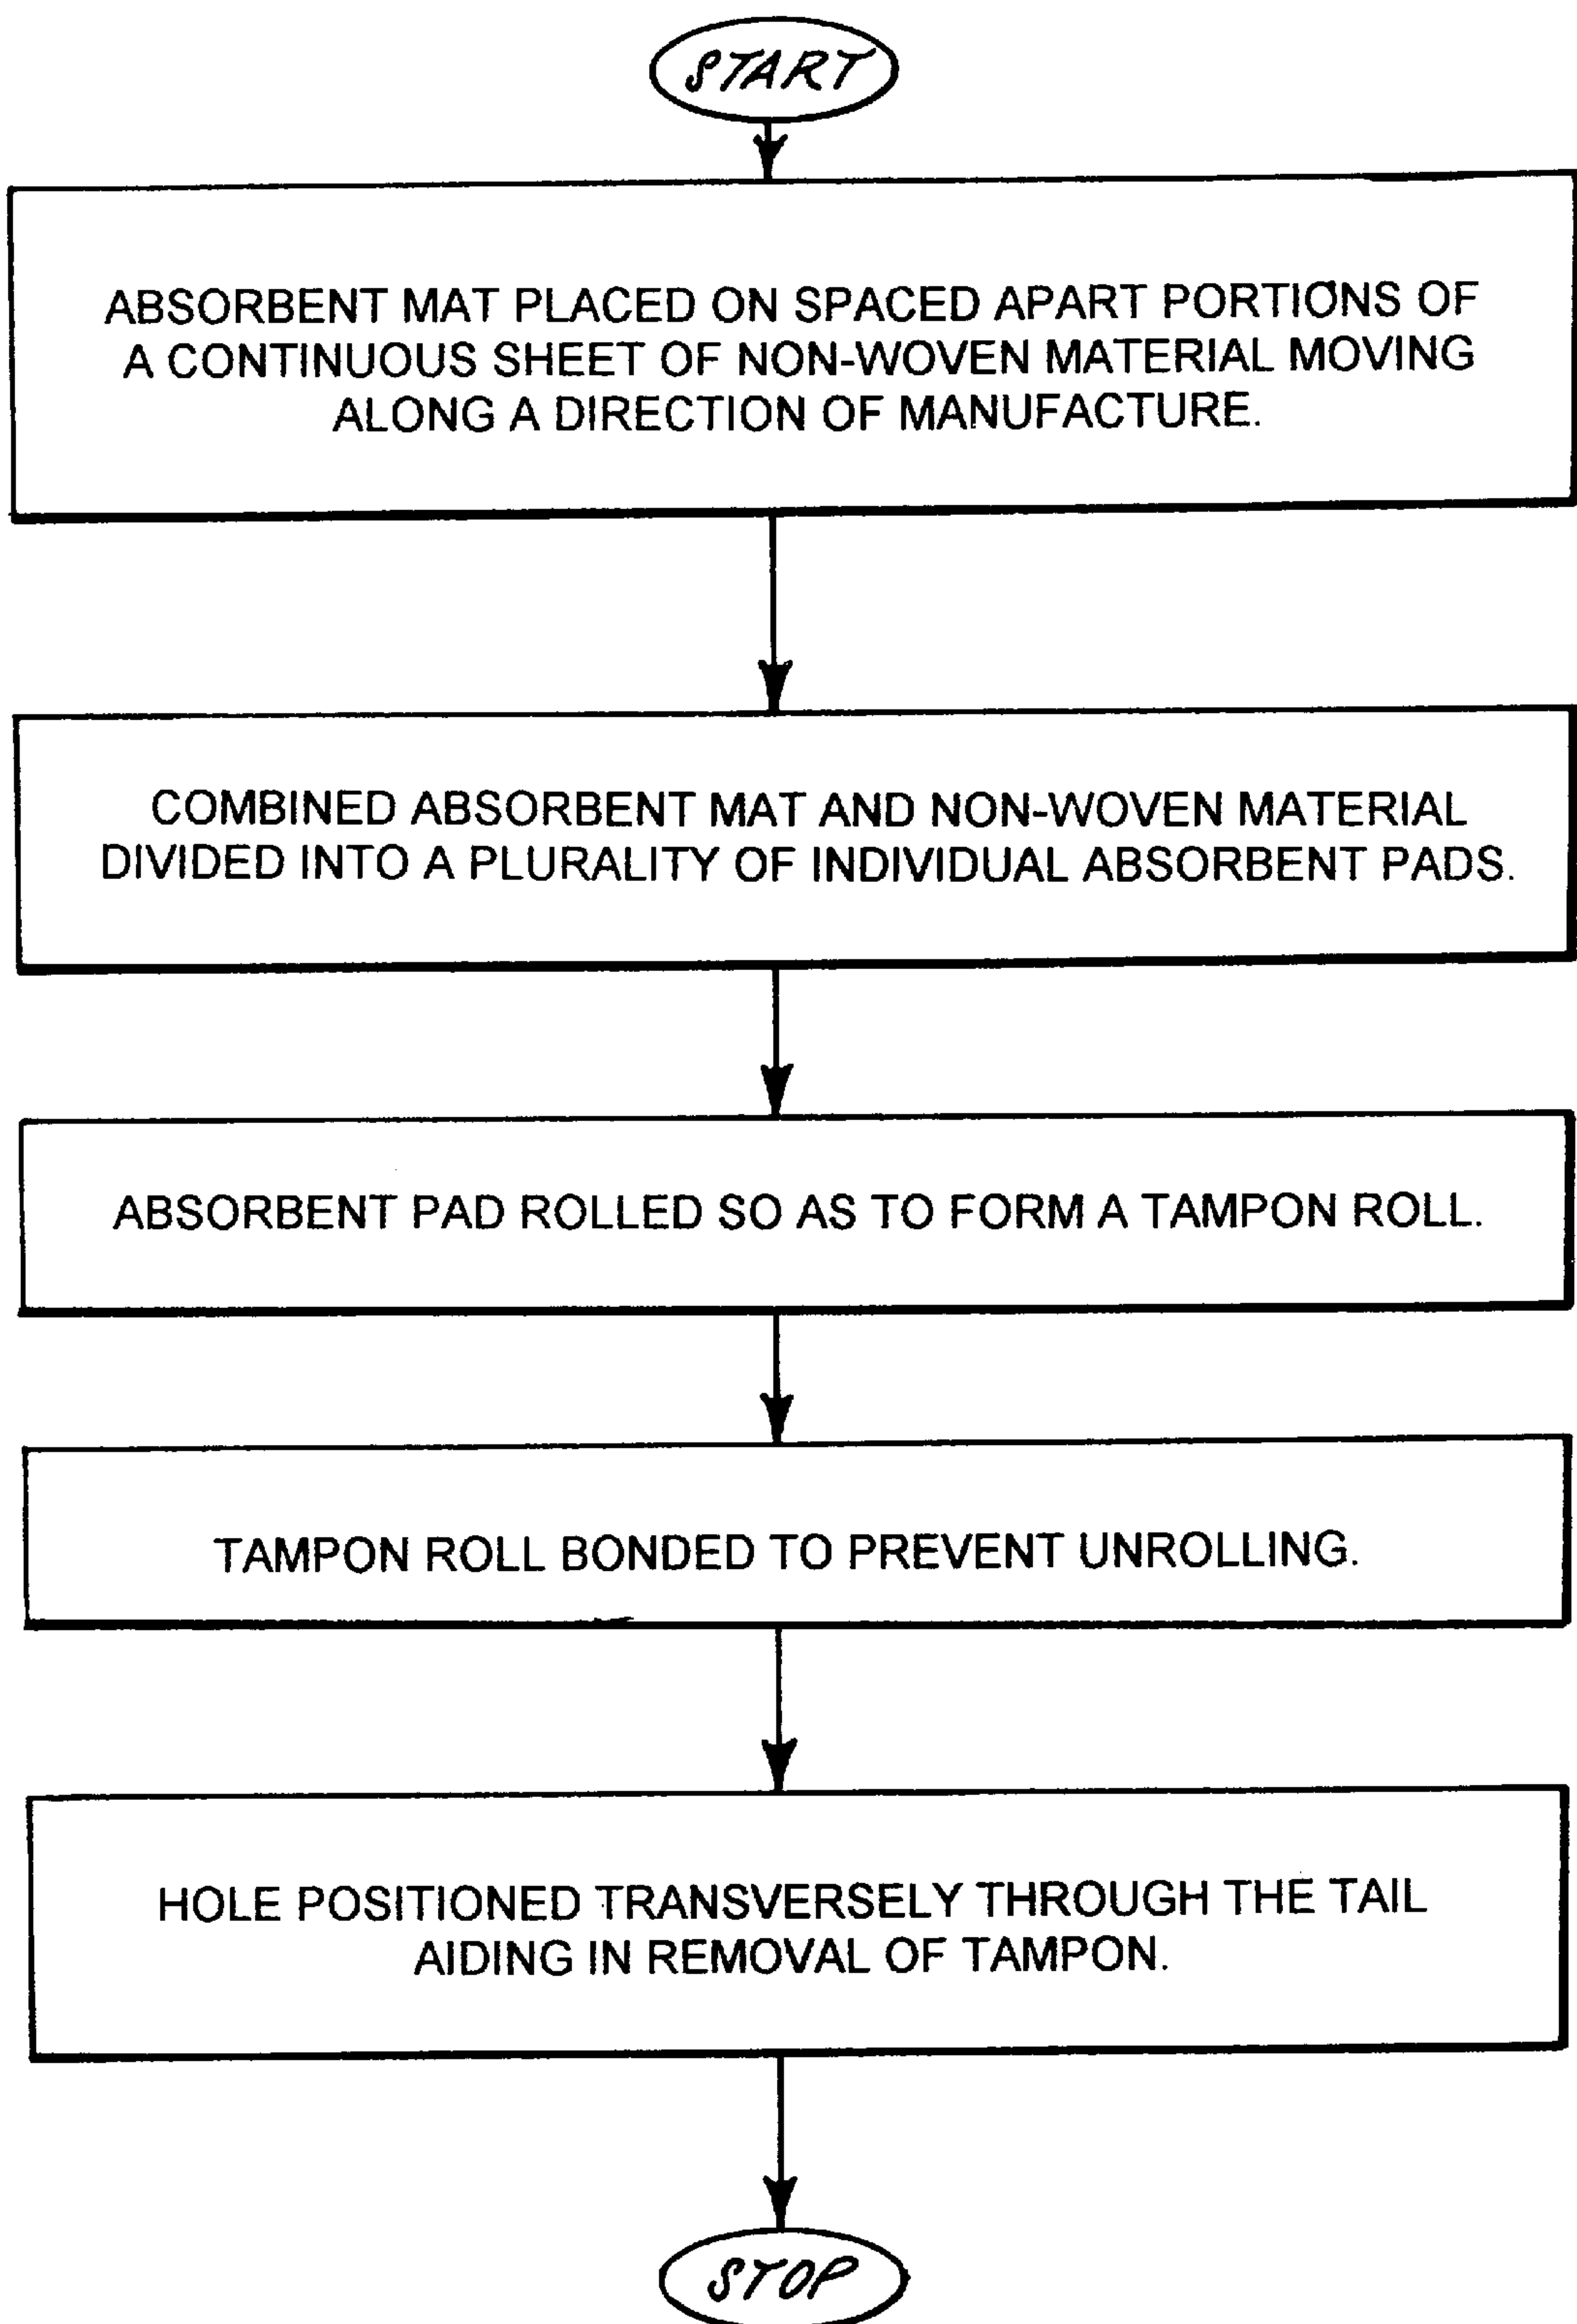 START
ABSORBENT MAT PLACED ON SPACED APART PORTIONS OF
A CONTINUOUS SHEET OF NON-WOVEN MATERIAL MOVING
ALONG A DIRECTION OF MANUFACTURE.
COMBINED ABSORBENT MAT AND NON-WOVEN MATERIAL
DIVIDED INTO A PLURALITY OF INDIVIDUAL ABSORBENT PADS.
ABSORBENT PAD ROLLED SO AS TO FORM A TAMPON ROLL.
TAMPON ROLL BONDED TO PREVENT UNROLLING.
HOLE POSITIONED TRANSVERSELY THROUGH THE TAIL
AIDING IN REMOVAL OF TAMPON.
STOP